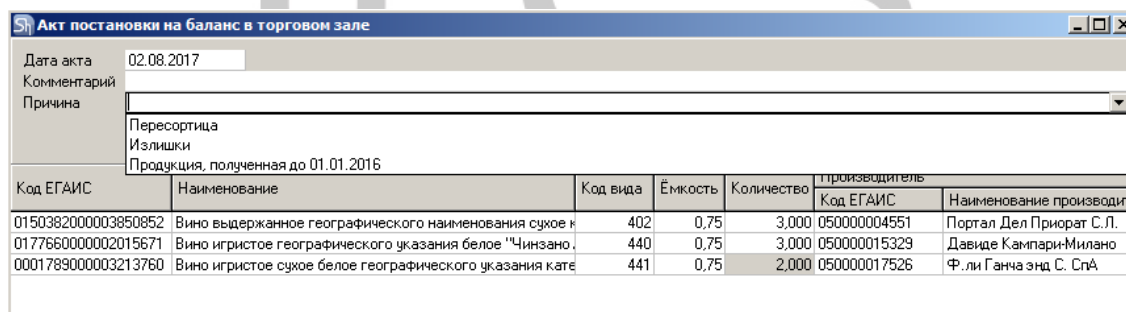 Sh Акт постановки на баланс в торговом зале
Дата акта 02.08.2017
Комментарий
Причина
Пересортица
Излишки
Продукция, полученная до 01.01.2016
Код ЕГАИС Наименование Код вида Ёмкость Количество Производитель
Код ЕГАИС Наименование производит
0150382000003850852 Вино выдержанное географического наименования сухое к 402 0,75 3,000 050000004551 Портал Дел Приорат С.Л.
0177660000002015671 Вино игристое географического указания белое "Чинзано 440 0,75 3,000 050000015329 Давиде Кампари-Милано
0001789000003213760 Вино игристое сухое белое географического указания кате 441 0,75 2,000 050000017526 Ф.ли Ганча энд С. СпА